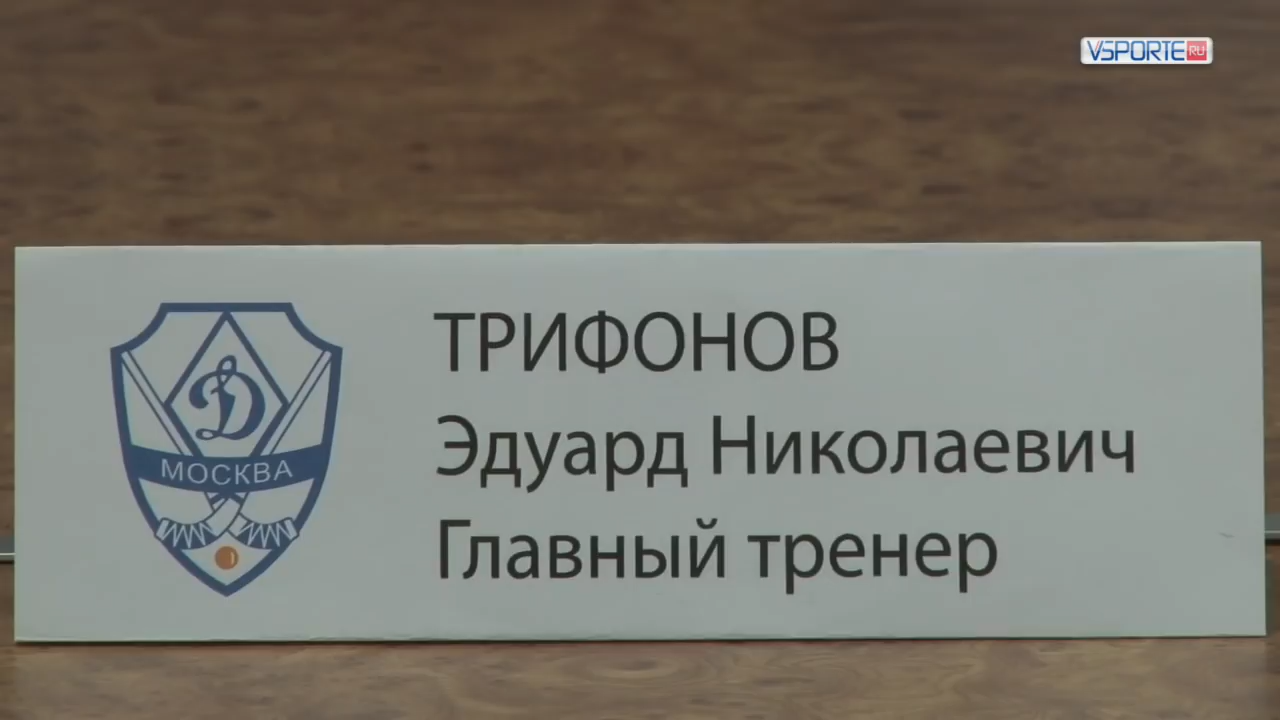 VSPORTE RU
ТРИФОНОВ
Эдуард Николаевич
Главный тренер
Д
МОСКВА